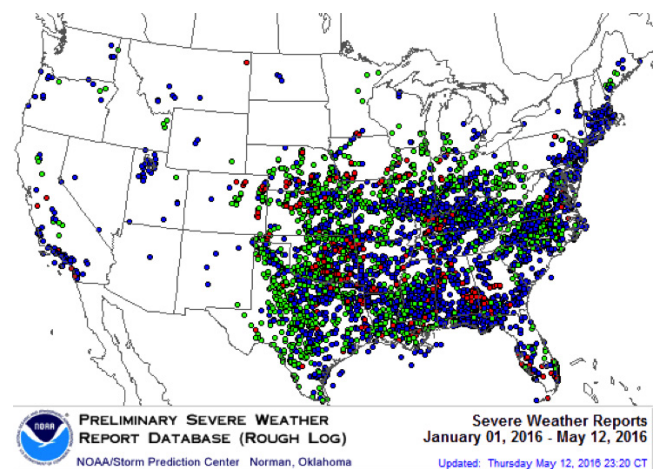 NOAA
PRELIMINARY SEVERE WEATHER
REPORT DATABASE (ROUGH LOG)
NOAA/Storm Prediction Center Norman, Oklahoma
Severe Weather Reports
January 01, 2016 - May 12, 2016
Updated: Thursday May 12, 2016 23:20 CT